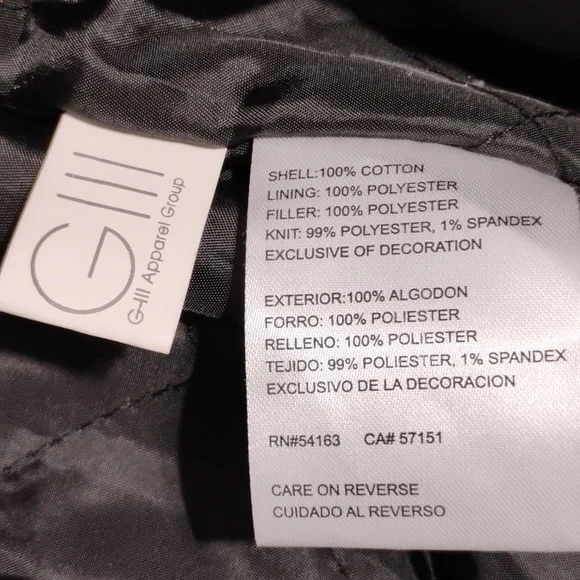 GIII
G-III Apparel Group
SHELL:100% COTTON
LINING: 100% POLYESTER
FILLER: 100% POLYESTER
KNIT: 99% POLYESTER, 1% SPANDEX
EXCLUSIVE OF DECORATION
EXTERIOR:100% ALGODON
FORRO: 100% POLIESTER
RELLENO: 100% POLIESTER
TEJIDO: 99% POLIESTER, 1% SPANDEX
EXCLUSIVO DE LA DECORACION
RN#54163 CA# 57151
CARE ON REVERSE
CUIDADO AL REVERSO